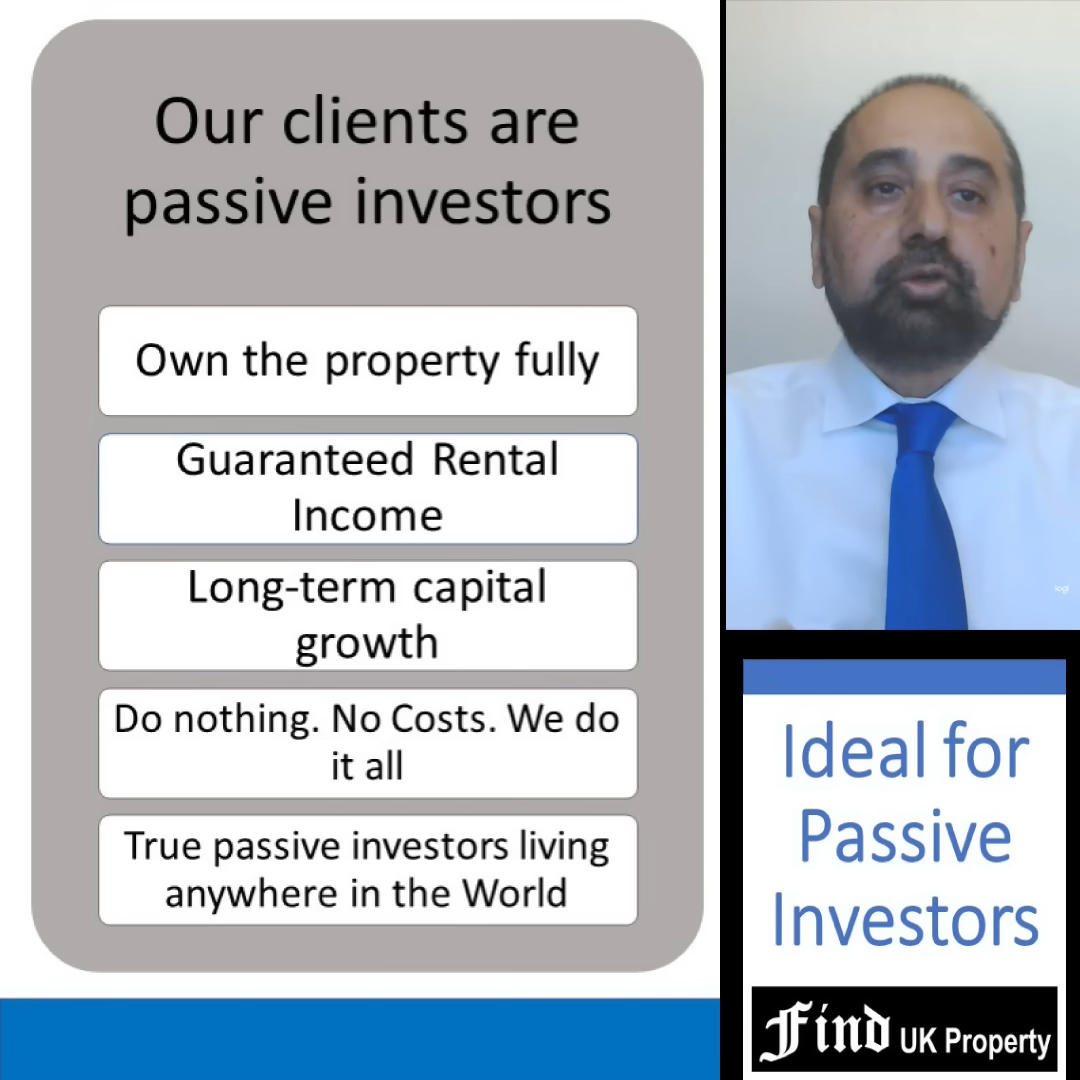 Our clients are
passive investors
Own the property fully
Guaranteed Rental
Income
Long-term capital
growth
Do nothing. No Costs. We do
it all
True passive investors living
anywhere in the World
logi
Ideal for
Passive
Investors
Find UK Property